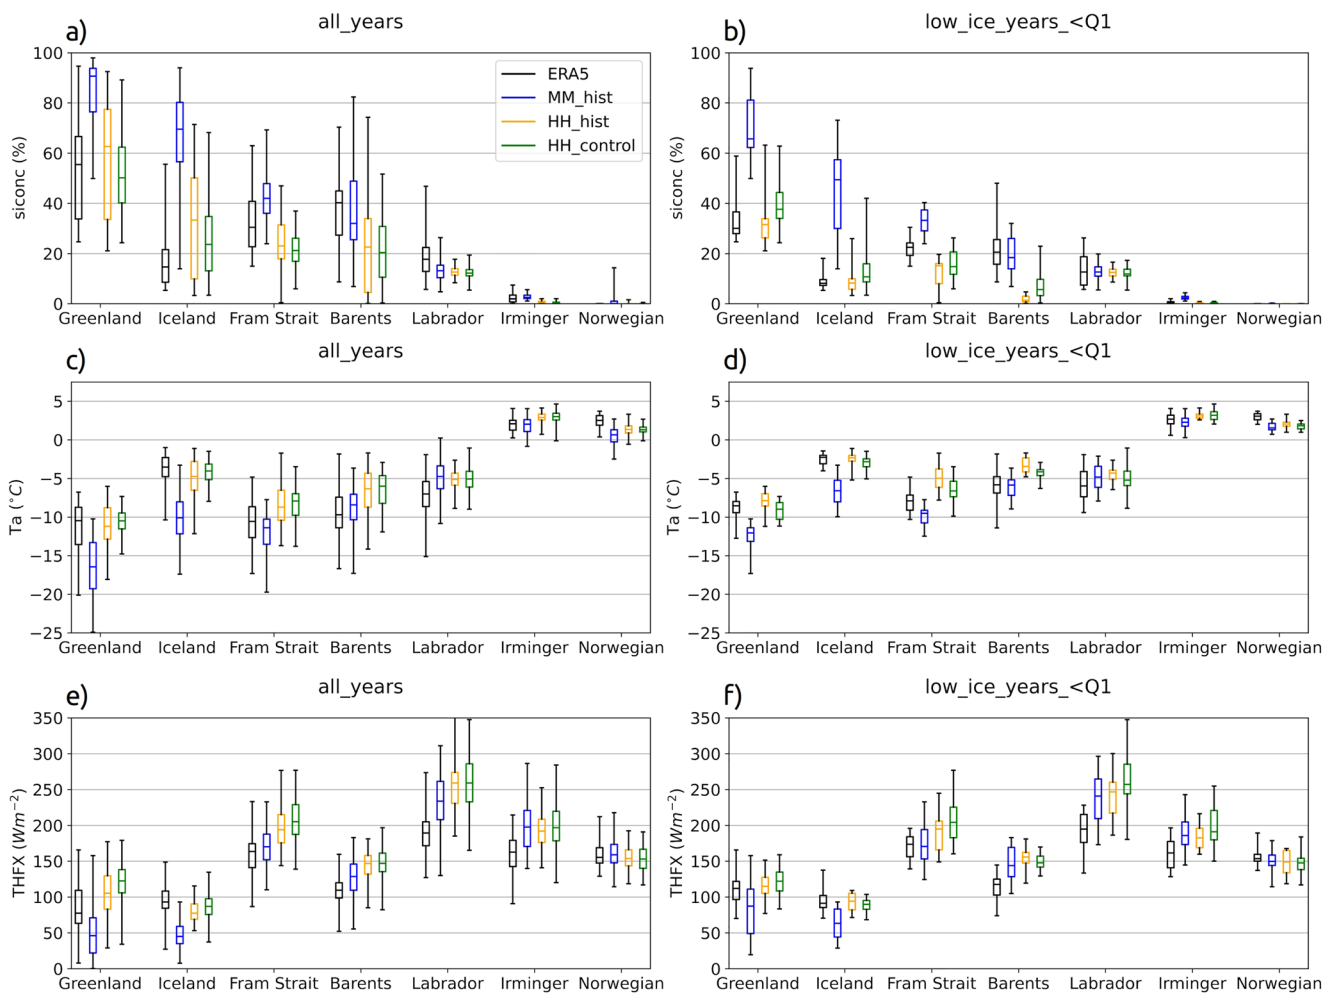 a)
all_years
b)
low_ice_years_<Q1
siconc (%)
100
80
60
40
20
0
ERA5
MM_hist
HH_hist
HH_control
Greenland Iceland Fram Strait Barents Labrador Irminger Norwegian
siconc (%)
100
80
60
40
20
0
Greenland Iceland Fram Strait Barents Labrador Irminger Norwegian
c)
all_years
d)
low_ice_years_<Q1
Ta (°C)
5
0
−5
−10
−15
−20
−25
Greenland Iceland Fram Strait Barents Labrador Irminger Norwegian
Ta (°C)
5
0
−5
−10
−15
−20
−25
Greenland Iceland Fram Strait Barents Labrador Irminger Norwegian
e)
all_years
f)
low_ice_years_<Q1
THFX (Wm⁻²)
350
300
250
200
150
100
50
0
Greenland Iceland Fram Strait Barents Labrador Irminger Norwegian
THFX (Wm⁻²)
350
300
250
200
150
100
50
0
Greenland Iceland Fram Strait Barents Labrador Irminger Norwegian